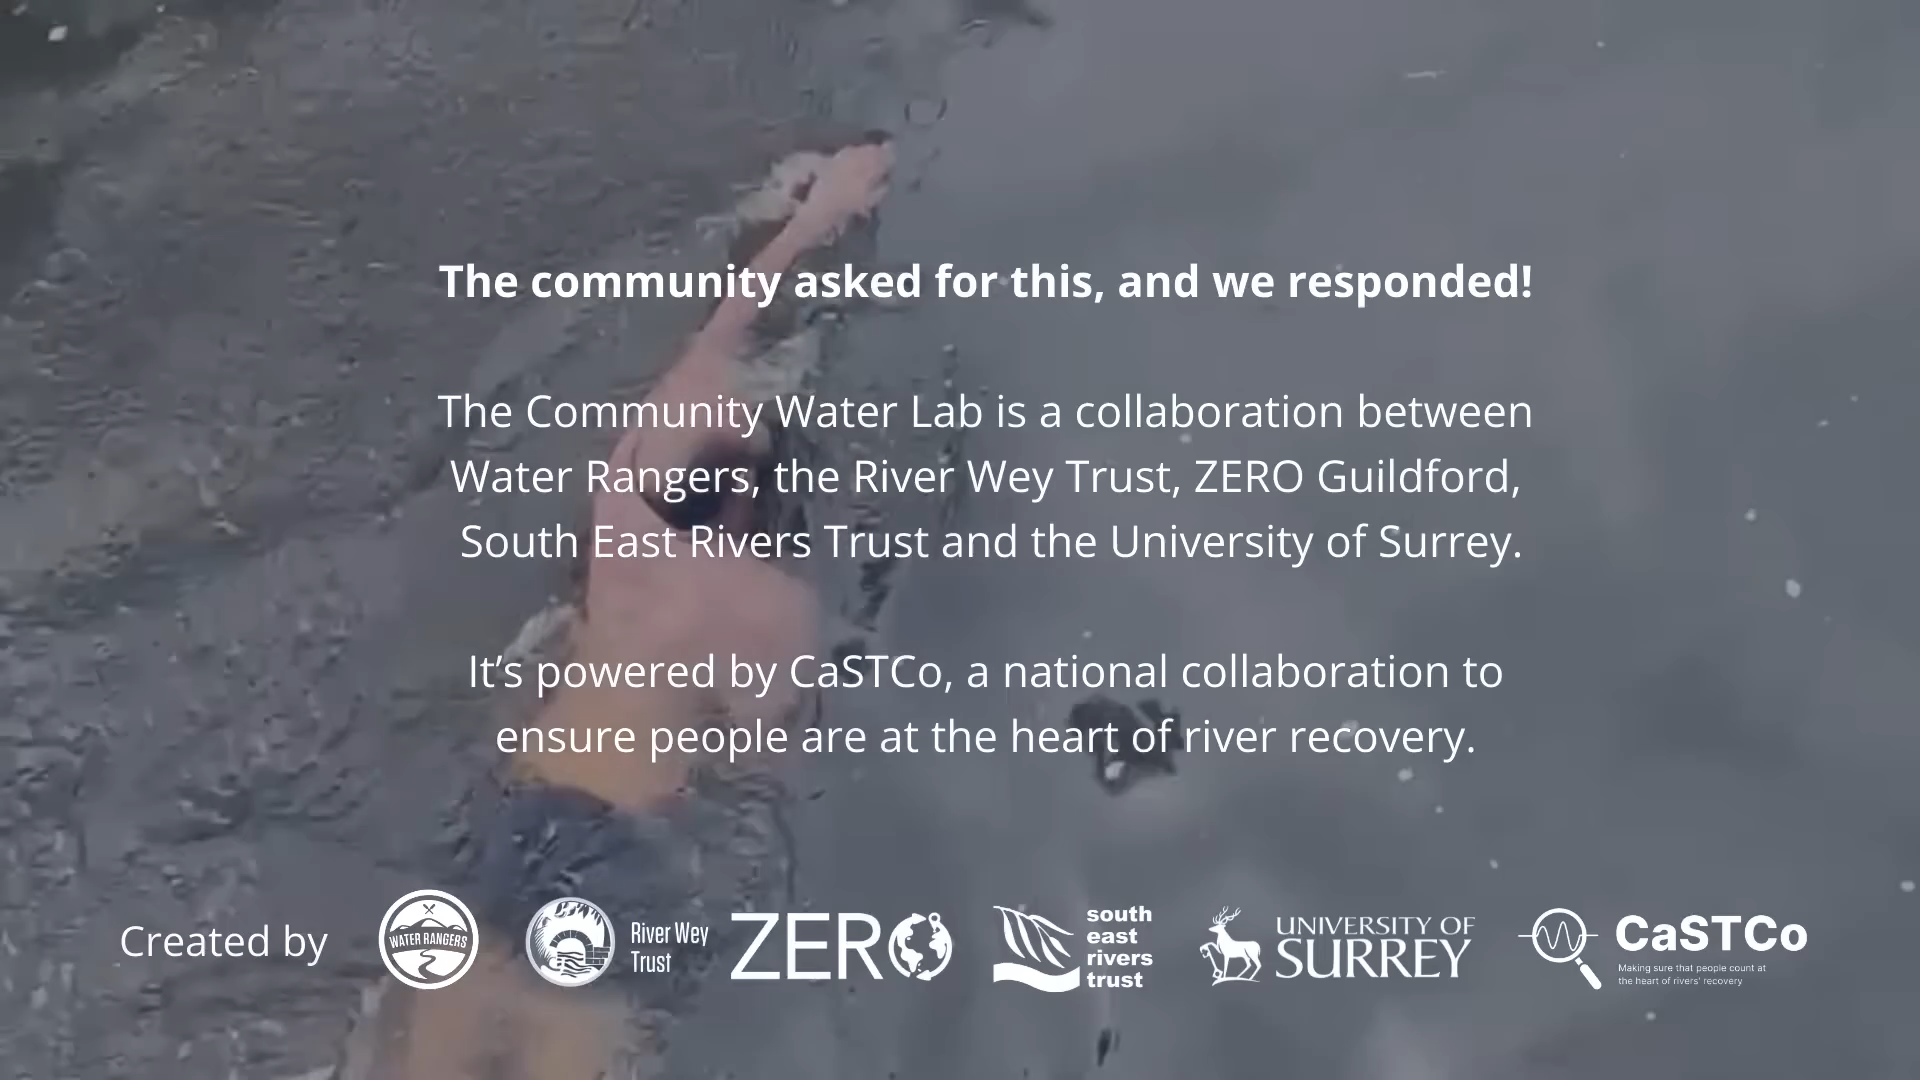 The community asked for this, and we responded!
The Community Water Lab is a collaboration between
Water Rangers, the River Wey Trust, ZERO Guildford,
South East Rivers Trust and the University of Surrey.
It’s powered by CaSTCo, a national collaboration to
ensure people are at the heart of river recovery.
Created by
WATER RANGERS
River Wey
Trust
ZERO
south
east
rivers
trust
UNIVERSITY OF
SURREY
CaSTCo
Making sure that people count at
the heart of rivers' recovery